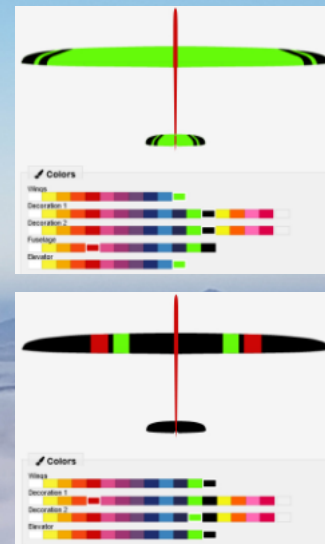 Colors
Wings
Decoration 1
Decoration 2
Fuselage
Elevator
Colors
Wings
Decoration 1
Decoration 2
Elevator